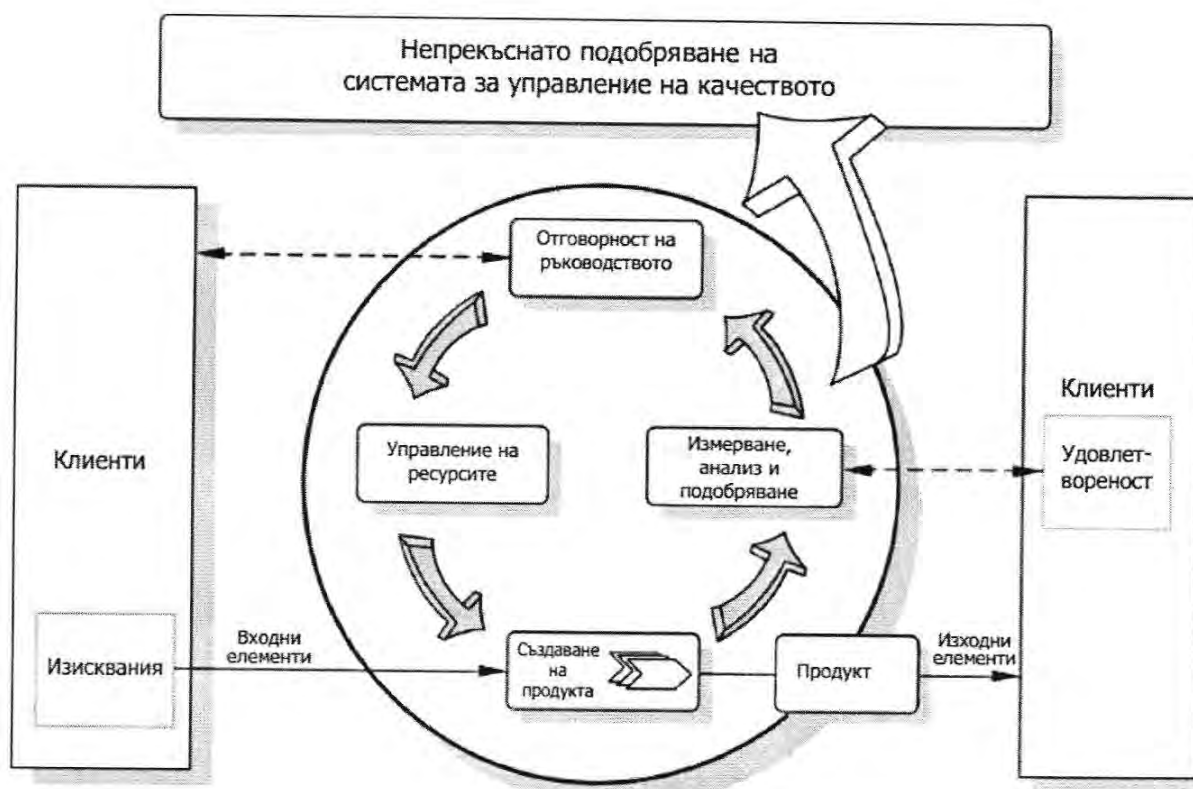 Непрекъснато подобряване на
системата за управление на качеството
Отговорност на
ръководството
Клиенти
Управление на
ресурсите
Измерване,
анализ и
подобряване
Клиенти
Удовлет-
вореност
Изисквания
Входни
елементи
Създаване
на
продукта
Продукт
Изходни
елементи